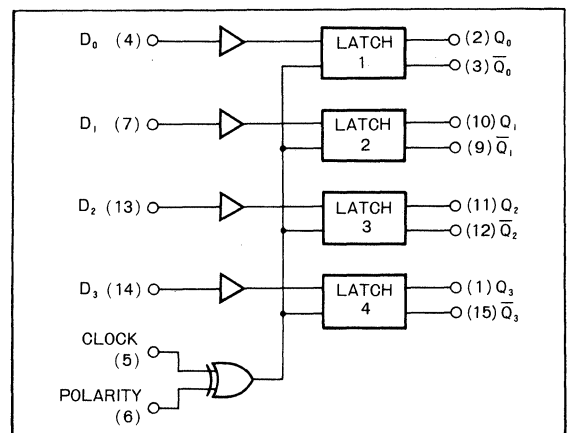 D₀ (4) LATCH 1 (2) Q₀
(3) Q̅₀
D₁ (7) LATCH 2 (10) Q₁
(9) Q̅₁
D₂ (13) LATCH 3 (11) Q₂
(12) Q̅₂
D₃ (14) LATCH 4 (1) Q₃
(15) Q̅₃
CLOCK
(5)
POLARITY
(6)